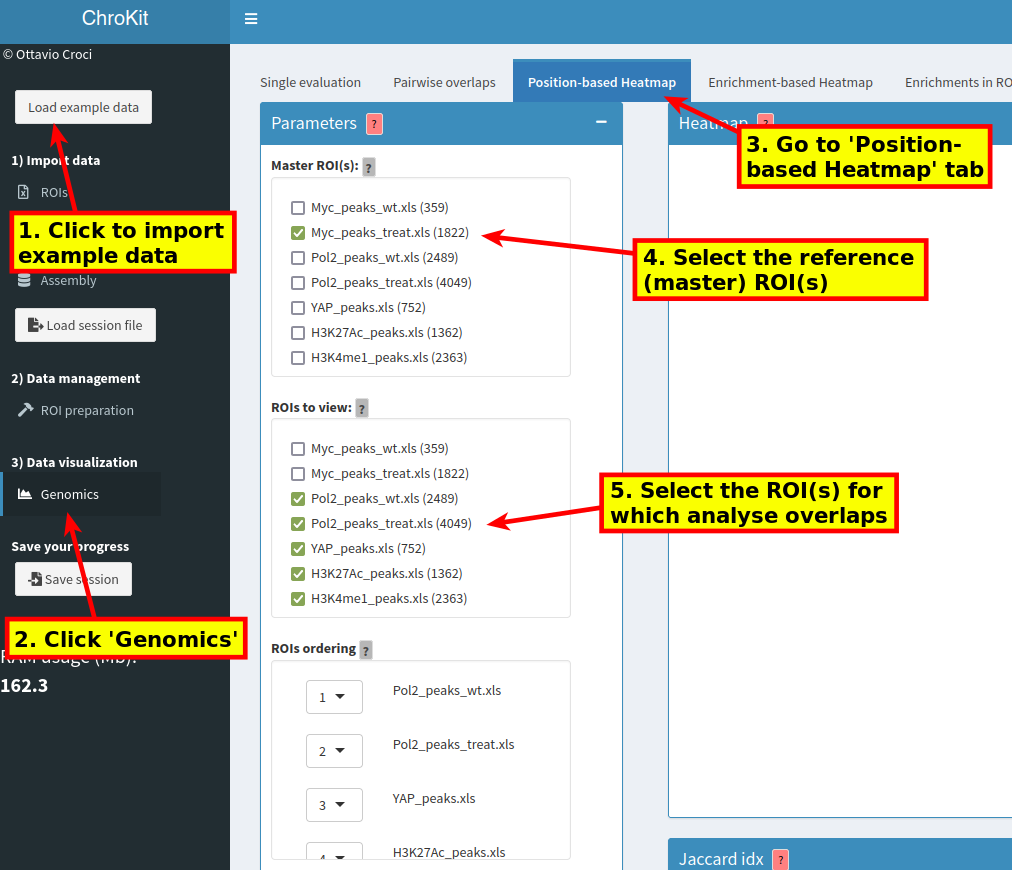 ChroKit
© Ottavio Croci
Load example data
1) Import data
ROIs
1. Click to import
example data
Assembly
Load session file
2) Data management
ROI preparation
3) Data visualization
Genomics
Save your progress
Save session
2. Click 'Genomics'
RAM usage (Mb):
162.3
Single evaluation
Pairwise overlaps
Position-based Heatmap
Enrichment-based Heatmap
Enrichments in RO
Parameters ?
Master ROI(s): ?
Myc_peaks_wt.xls (359)
Myc_peaks_treat.xls (1822)
Pol2_peaks_wt.xls (2489)
Pol2_peaks_treat.xls (4049)
YAP_peaks.xls (752)
H3K27Ac_peaks.xls (1362)
H3K4me1_peaks.xls (2363)
ROIs to view: ?
Myc_peaks_wt.xls (359)
Myc_peaks_treat.xls (1822)
Pol2_peaks_wt.xls (2489)
Pol2_peaks_treat.xls (4049)
YAP_peaks.xls (752)
H3K27Ac_peaks.xls (1362)
H3K4me1_peaks.xls (2363)
ROIs ordering ?
1 Pol2_peaks_wt.xls
2 Pol2_peaks_treat.xls
3 YAP_peaks.xls
4 H3K27Ac_peaks.xls
Heatmap ?
3. Go to 'Position-
based Heatmap' tab
4. Select the reference
(master) ROI(s)
5. Select the ROI(s) for
which analyse overlaps
Jaccard idx ?